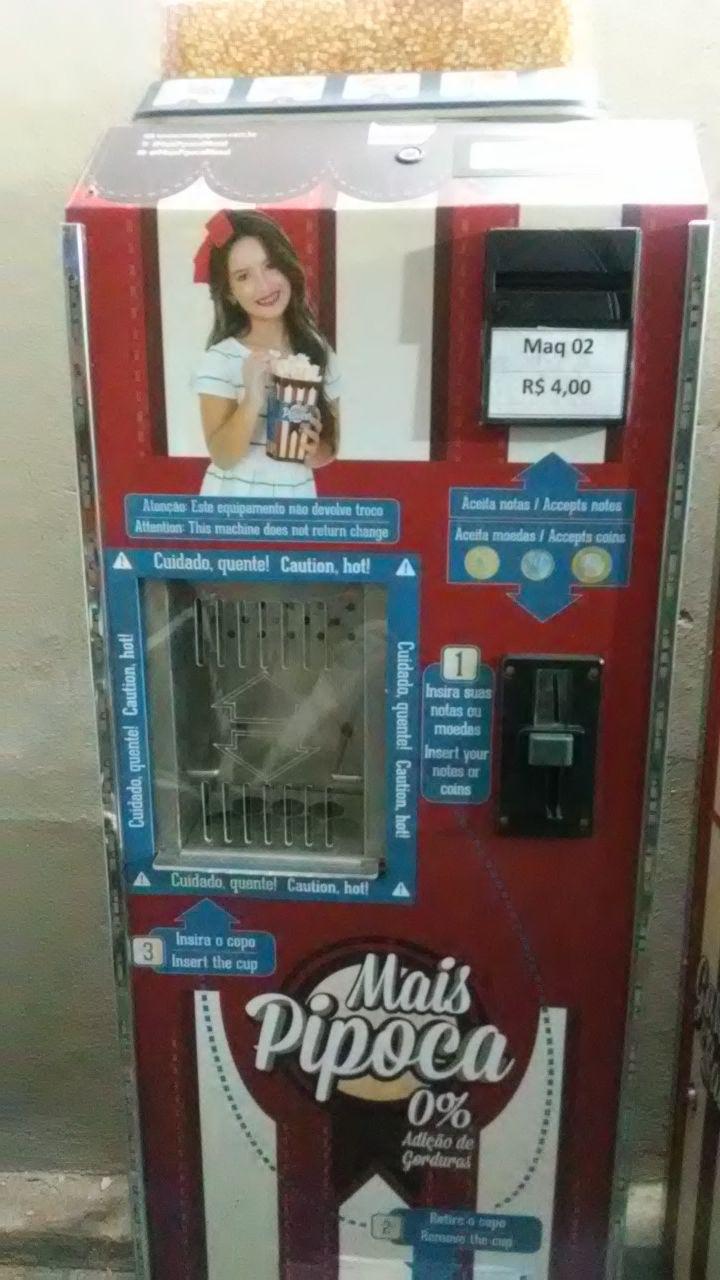 Maq 02
R$ 4,00
Atenção: Este equipamento não devolve troco
Attention: This machine does not return change
Aceita notas / Accepts notes
Aceita moedas / Accepts coins
Cuidado, quente! Caution, hot!
Cuidado, quente! Caution, hot!
Cuidado, quente! Caution, hot!
1
Insira suas
notas ou
moedas
Insert your
notes or
coins
Cuidado, quente! Caution, hot!
3
Insira o copo
Insert the cup
Mais
Pipoca
0%
Adição de
Gorduras
2
Retire o copo
Remove the cup